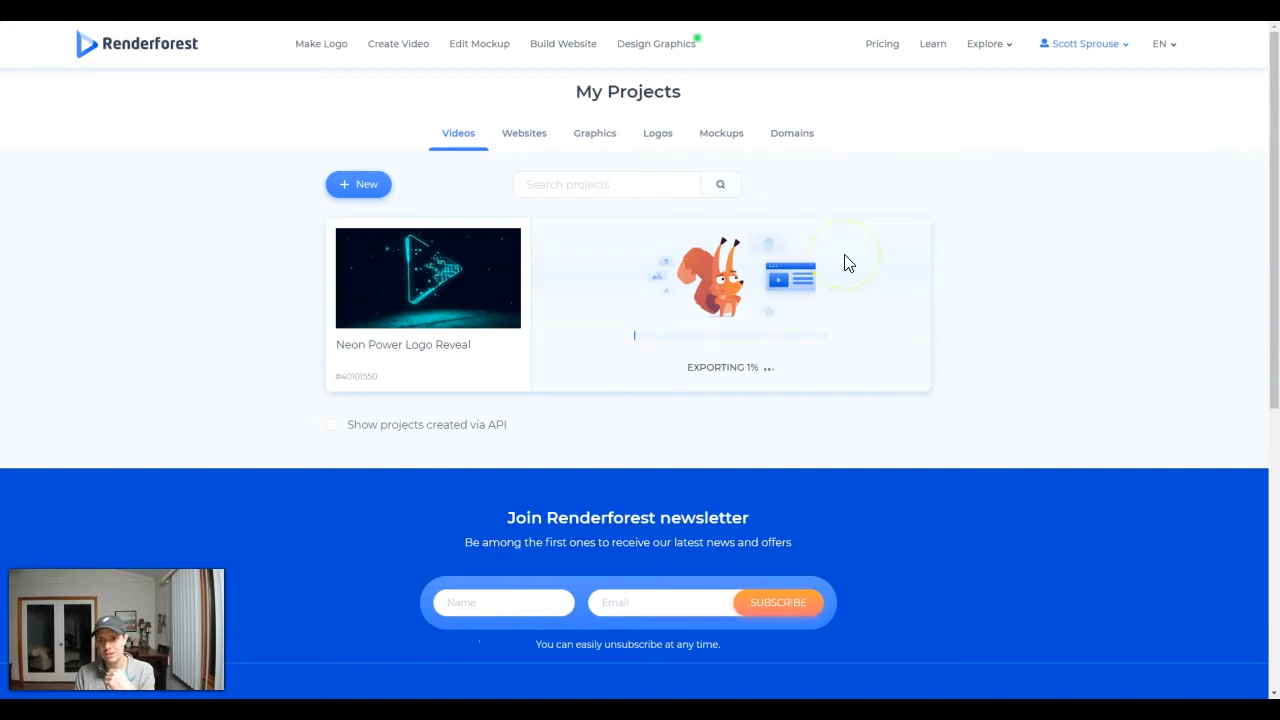 Renderforest
Make Logo
Create Video
Edit Mockup
Build Website
Design Graphics
Pricing
Learn
Explore
Scott Sprouse
EN
My Projects
Videos
Websites
Graphics
Logos
Mockups
Domains
+ New
Search projects
Neon Power Logo Reveal
#40101550
EXPORTING 1% ...
Show projects created via API
Join Renderforest newsletter
Be among the first ones to receive our latest news and offers
Name
Email
SUBSCRIBE
You can easily unsubscribe at any time.